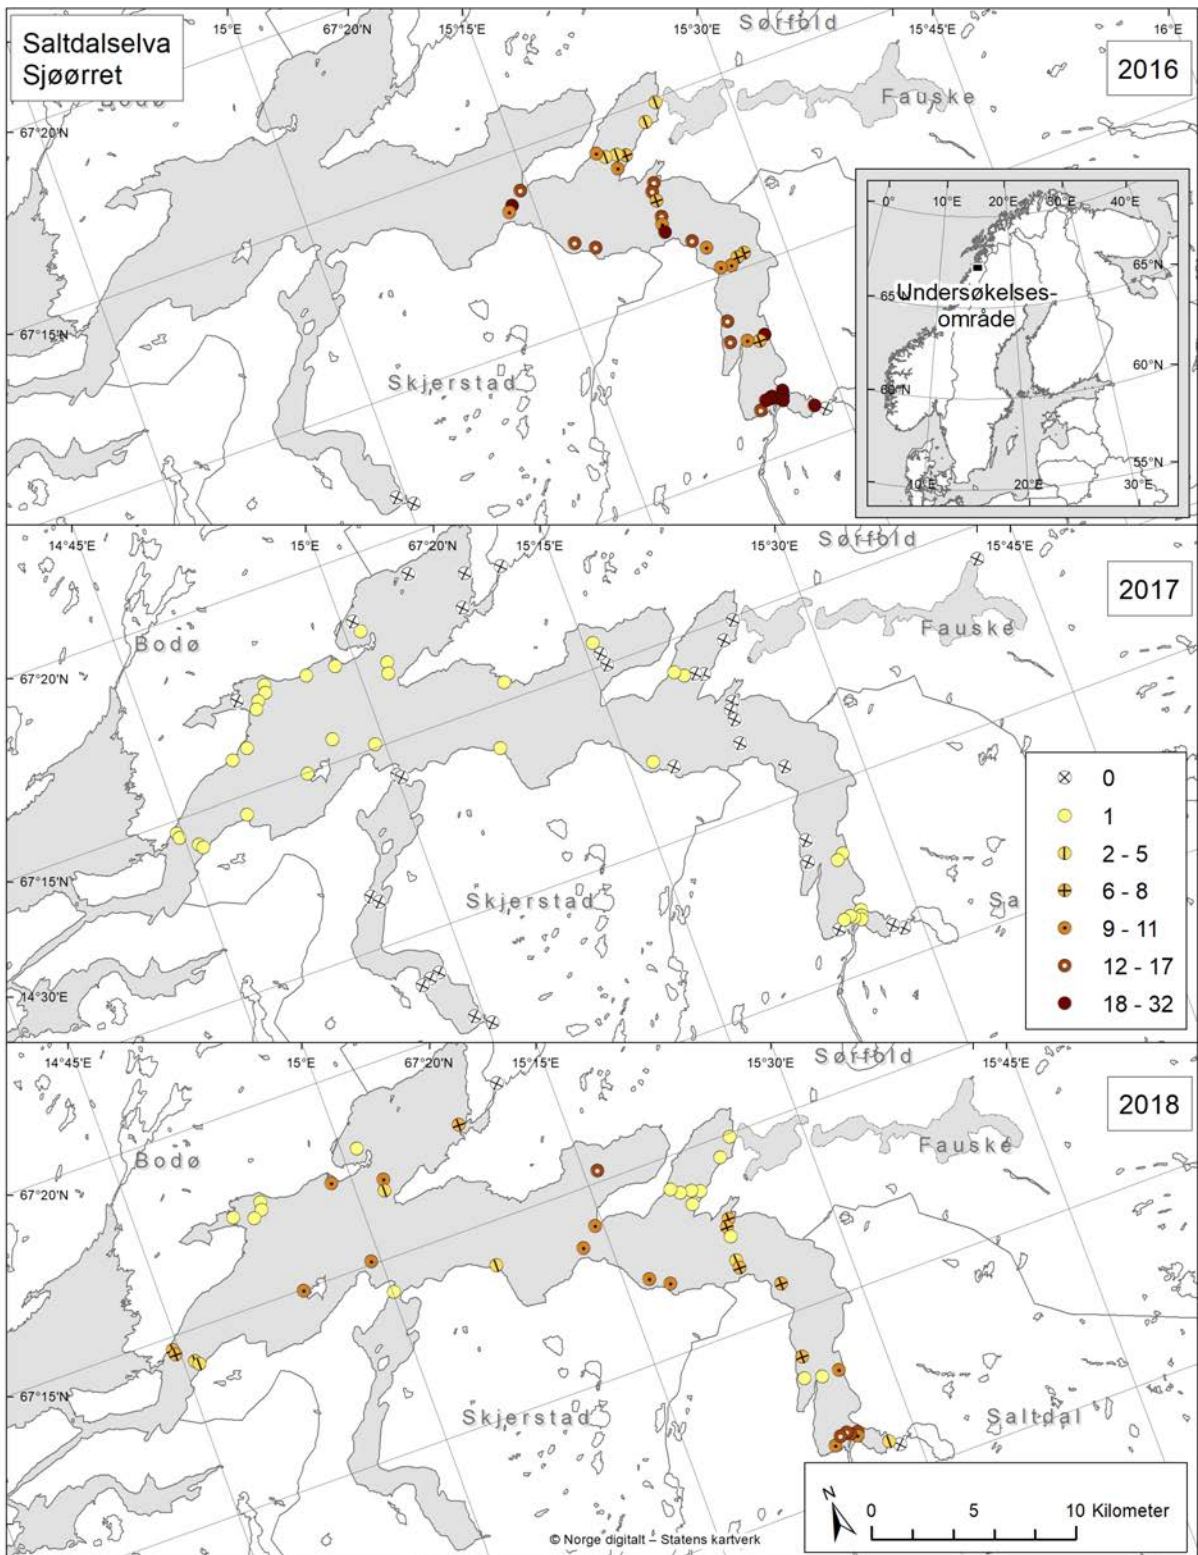 15°E
67°20'N
15°15'E
15°30'E
Sørfold
15°45'E
16°E
Saltdalselva
Sjøørret
2016
Bodø
Fauske
67°20'N
0°
10°E
20°E
30°E
40°E
65°N
65°N
Undersøkelses-
område
67°15'N
60°N
60°N
Skjerstad
55°N
10°E
20°E
30°E
14°45'E
15°E
67°20'N
15°15'E
15°30'E
Sørfold
15°45'E
2017
Bodø
Fauske
67°20'N
0
1
2 - 5
6 - 8
9 - 11
12 - 17
18 - 32
67°15'N
Skjerstad
Sa
14°30'E
14°45'E
15°E
67°20'N
15°15'E
15°30'E
Sørfold
15°45'E
2018
Bodø
Fauske
67°20'N
67°15'N
Skjerstad
Saltdal
N
0 5 10 Kilometer
© Norge digitalt – Statens kartverk